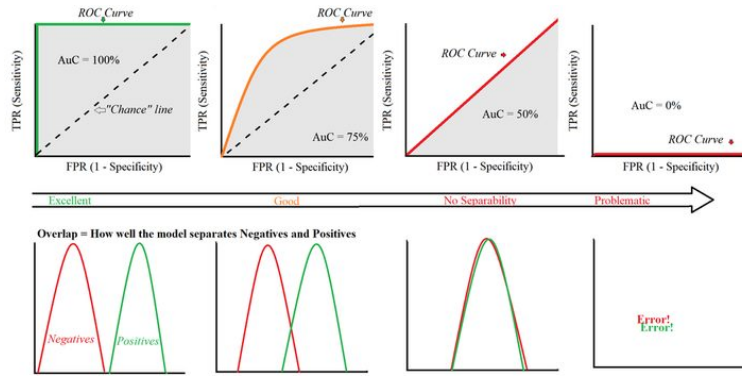 ROC Curve
TPR (Sensitivity)
AuC = 100%
"Chance" line
FPR (1 - Specificity)
ROC Curve
TPR (Sensitivity)
AuC = 75%
FPR (1 - Specificity)
ROC Curve
TPR (Sensitivity)
AuC = 50%
FPR (1 - Specificity)
TPR (Sensitivity)
AuC = 0%
ROC Curve
FPR (1 - Specificity)
Excellent
Good
No Separability
Problematic
Overlap = How well the model separates Negatives and Positives
Negatives
Positives
Error!
Error!